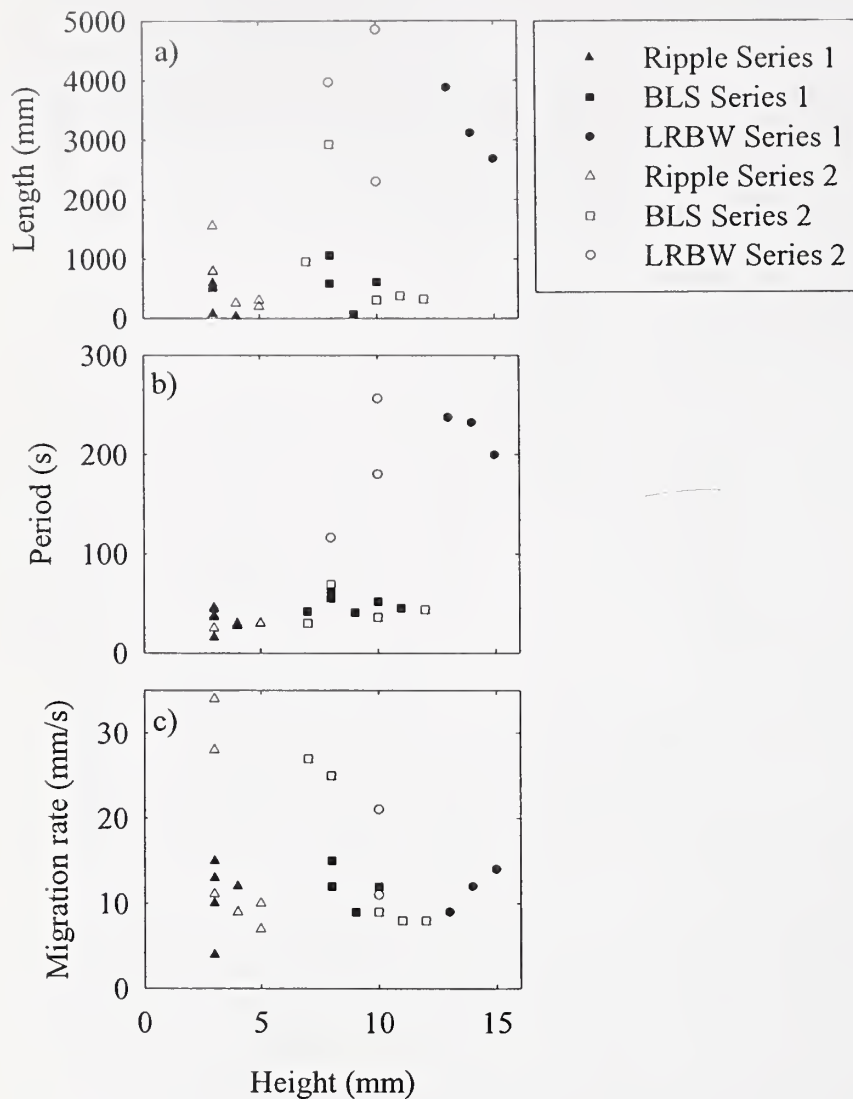 a)
5000
4000
3000
2000
1000
0
Length (mm)
Ripple Series 1
BLS Series 1
LRBW Series 1
Ripple Series 2
BLS Series 2
LRBW Series 2
b)
300
200
100
0
Period (s)
c)
30
20
10
0
Migration rate (mm/s)
0 5 10 15
Height (mm)